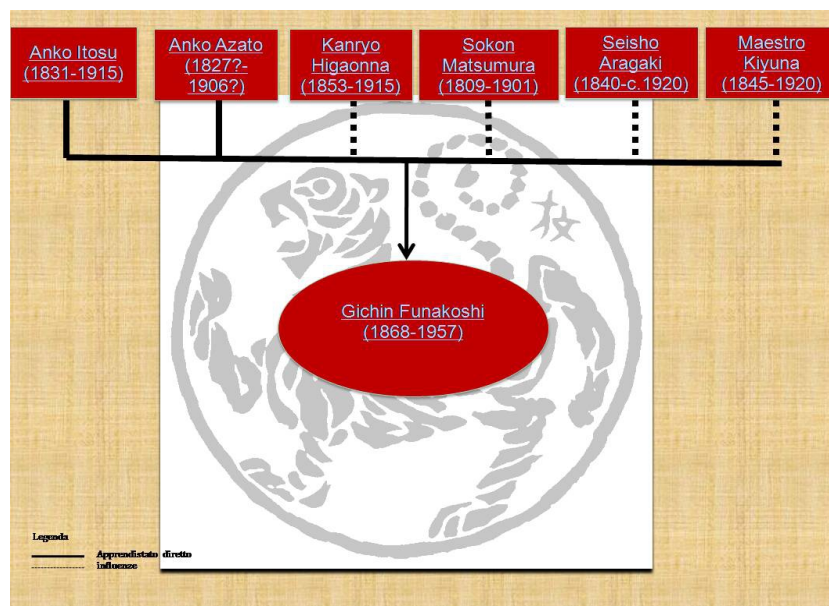 Anko Itosu
(1831-1915)
Anko Azato
(1827?-
1906?)
Kanryo
Higaonna
(1853-1915)
Sokon
Matsumura
(1809-1901)
Seisho
Aragaki
(1840-c.1920)
Maestro
Kiyuna
(1845-1920)
Gichin Funakoshi
(1868-1957)
Legenda
Apprendistato diretto
influenze